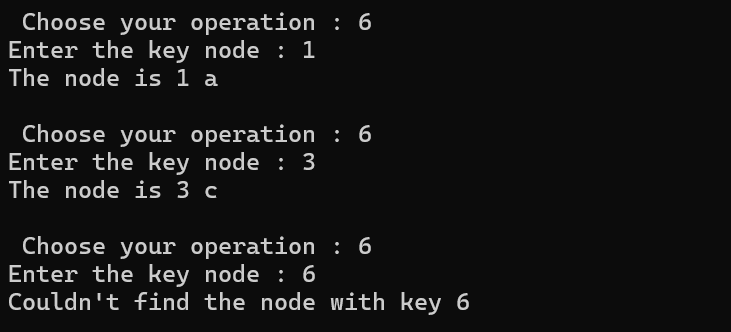 Choose your operation : 6
Enter the key node : 1
The node is 1 a
Choose your operation : 6
Enter the key node : 3
The node is 3 c
Choose your operation : 6
Enter the key node : 6
Couldn't find the node with key 6